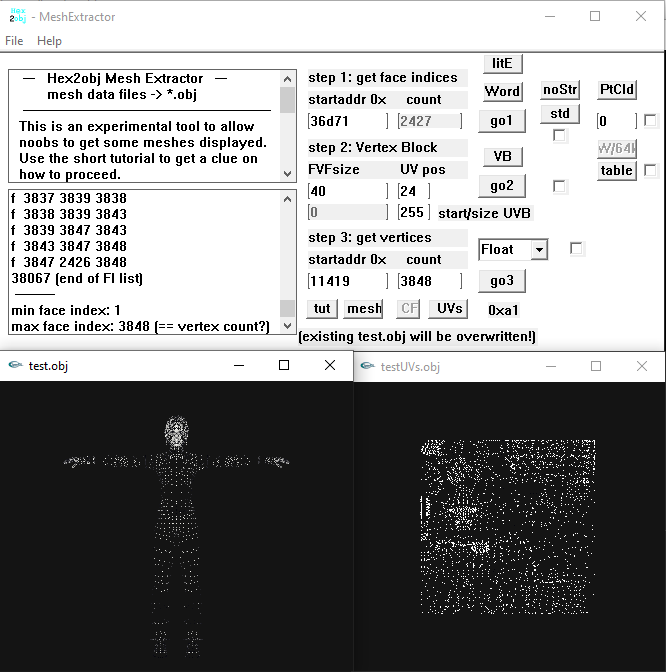 Hex
2obj - MeshExtractor
File Help
— Hex2obj Mesh Extractor —
mesh data files -> *.obj
This is an experimental tool to allow
noobs to get some meshes displayed.
Use the short tutorial to get a clue on
how to proceed.
f 3837 3839 3838
f 3838 3839 3843
f 3839 3847 3843
f 3843 3847 3848
f 3847 2426 3848
38067 (end of FI list)
min face index: 1
max face index: 3848 (== vertex count?)
step 1: get face indices
startaddr 0x count
36d71 2427
step 2: Vertex Block
FVFsize UV pos
40 24
0 255 start/size UVB
step 3: get vertices
startaddr 0x count
11419 3848
tut mesh CF UVs
(existing test.obj will be overwritten!)
litE
Word
go1
VB
go2
Float
go3
0xa1
noStr
std
PtCld
0
table
test.obj
testUVs.obj